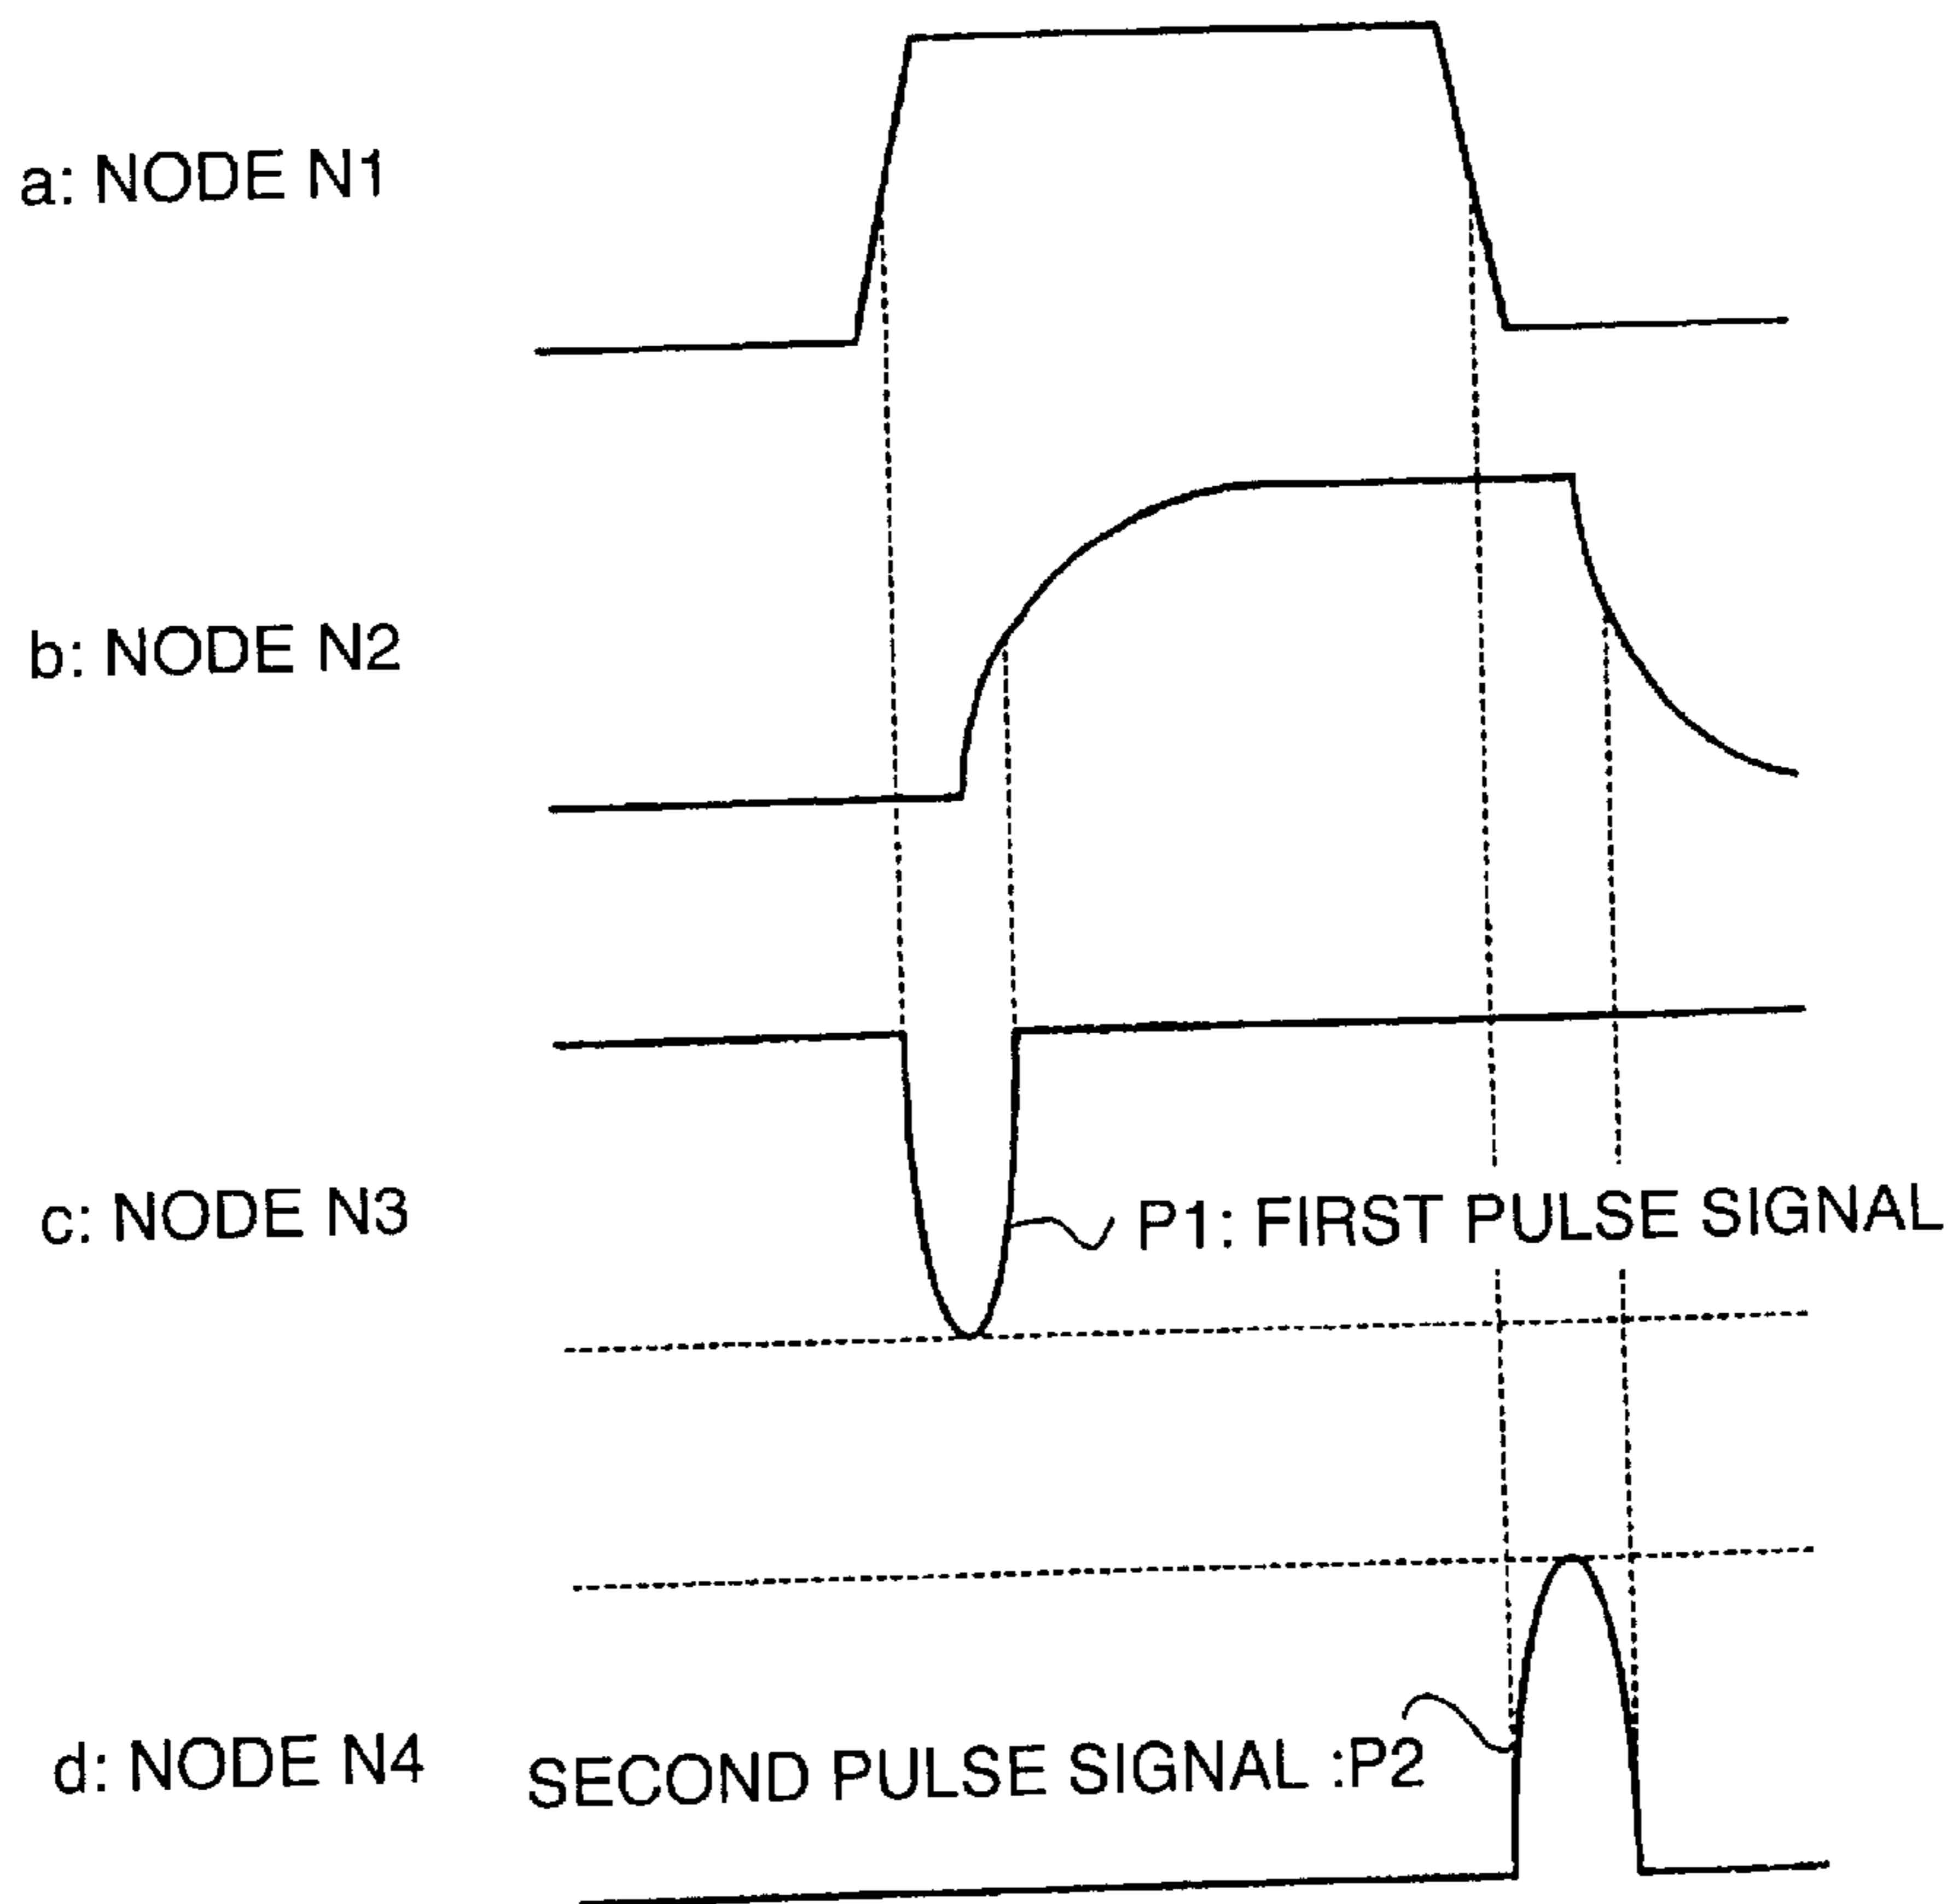 a: NODE N1
b: NODE N2
c: NODE N3
P1: FIRST PULSE SIGNAL
d: NODE N4
SECOND PULSE SIGNAL :P2